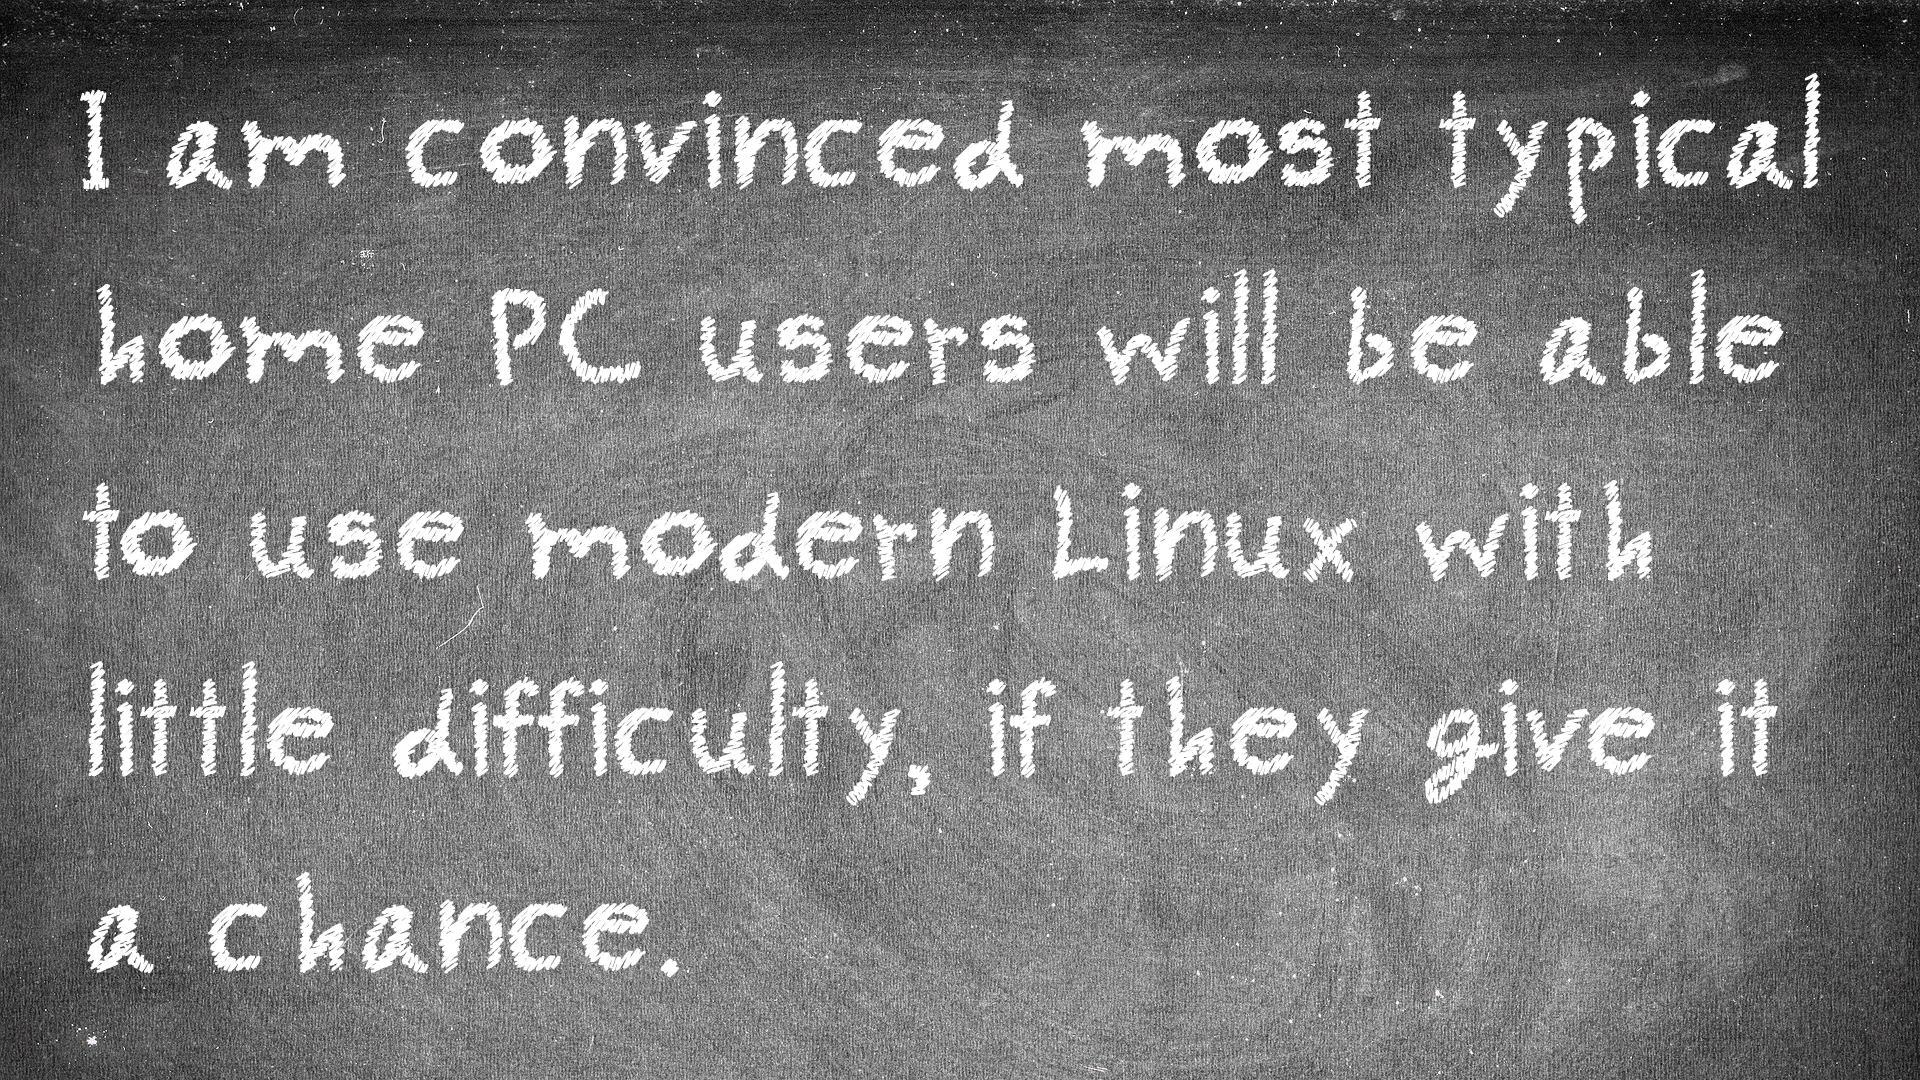 I am convinced most typical
home PC users will be able
to use modern Linux with
little difficulty, if they give it
a chance.